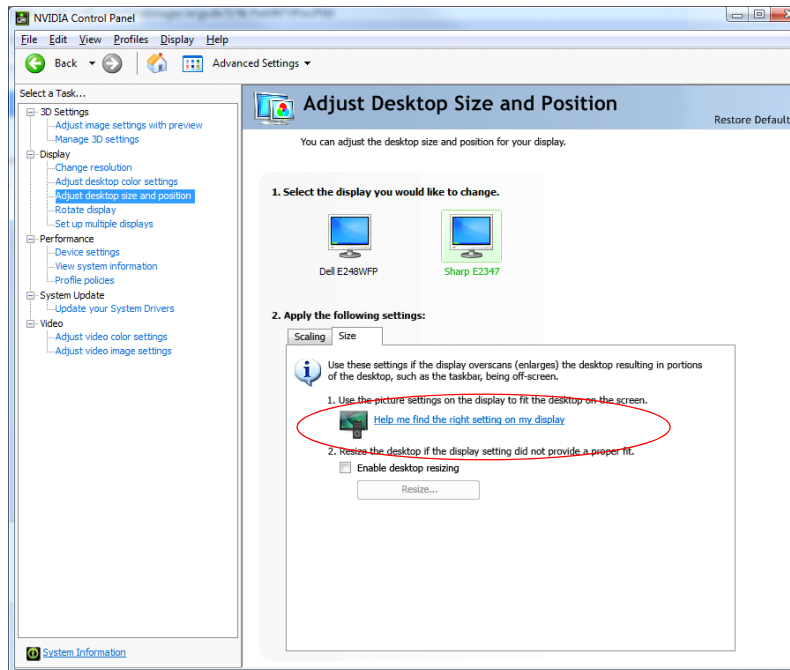 NVIDIA Control Panel
File Edit View Profiles Display Help
Back Advanced Settings
Select a Task...
3D Settings
Adjust image settings with preview
Manage 3D settings
Display
Change resolution
Adjust desktop color settings
Adjust desktop size and position
Rotate display
Set up multiple displays
Performance
Device settings
View system information
Profile policies
System Update
Update your System Drivers
Video
Adjust video color settings
Adjust video image settings
System Information
Adjust Desktop Size and Position
Restore Default
You can adjust the desktop size and position for your display.
1. Select the display you would like to change.
Dell E248WFP Sharp E2347
2. Apply the following settings:
Scaling Size
Use these settings if the display overscans (enlarges) the desktop resulting in portions
of the desktop, such as the taskbar, being off-screen.
1. Use the picture settings on the display to fit the desktop on the screen.
Help me find the right setting on my display
2. Resize the desktop if the display setting did not provide a proper fit.
Enable desktop resizing
Resize...